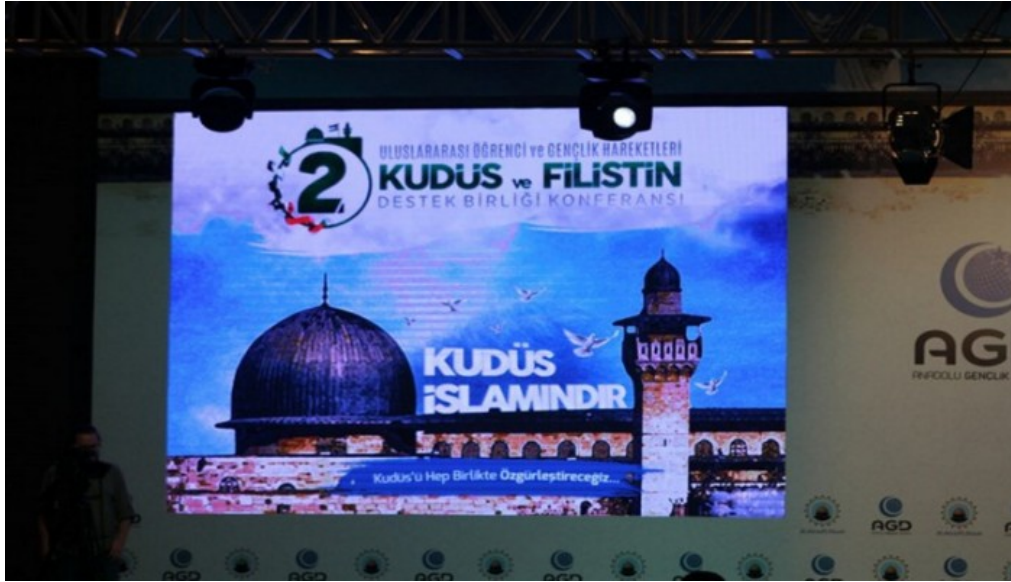 2
ULUSLARARASI ÖĞRENCİ ve GENÇLİK HAREKETLERİ
KUDÜS ve FİLİSTİN
DESTEK BİRLİĞİ KONFERANSI
KUDÜS
İSLAMINDIR
Kudüs'ü Hep Birlikte Özgürleştireceğiz...
AG
ANADOLU GENÇLİK
AGD
AGD
AGD
AGD
AGD